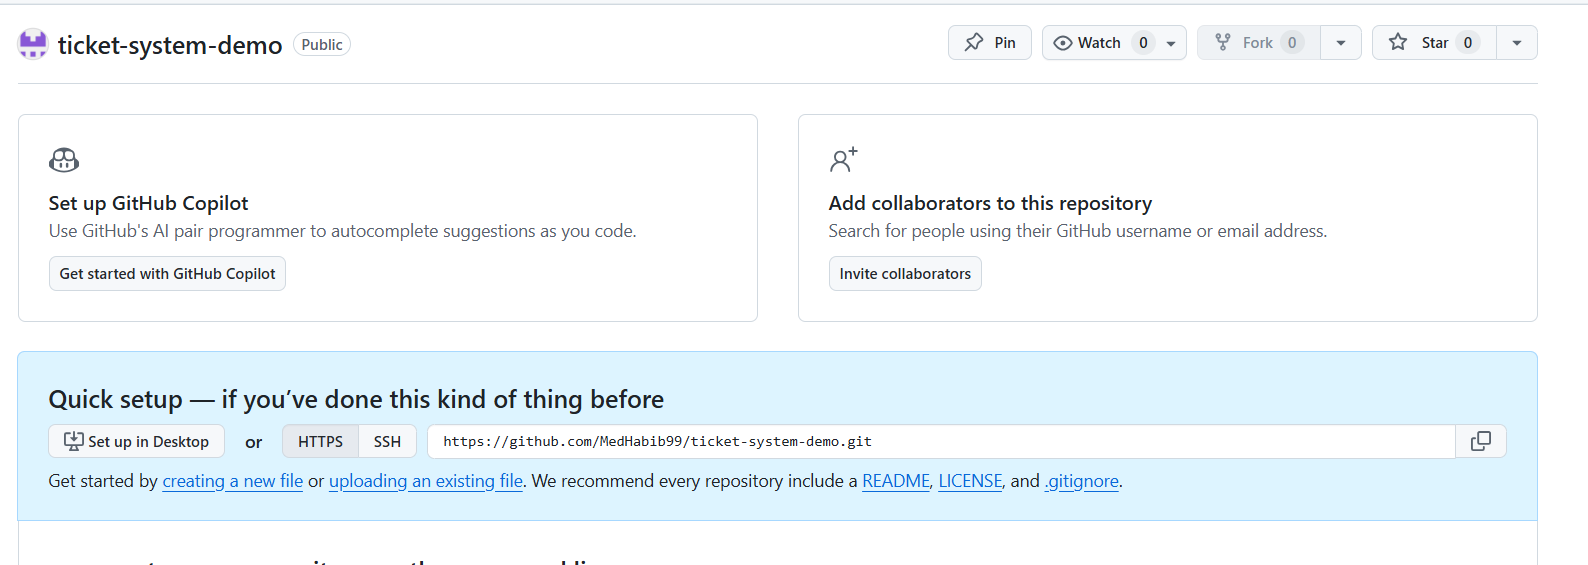 ticket-system-demo Public Pin Watch 0 Fork 0 Star 0
Set up GitHub Copilot
Use GitHub's AI pair programmer to autocomplete suggestions as you code.
Get started with GitHub Copilot
Add collaborators to this repository
Search for people using their GitHub username or email address.
Invite collaborators
Quick setup — if you’ve done this kind of thing before
Set up in Desktop or HTTPS SSH https://github.com/MedHabib99/ticket-system-demo.git
Get started by creating a new file or uploading an existing file. We recommend every repository include a README, LICENSE, and .gitignore.